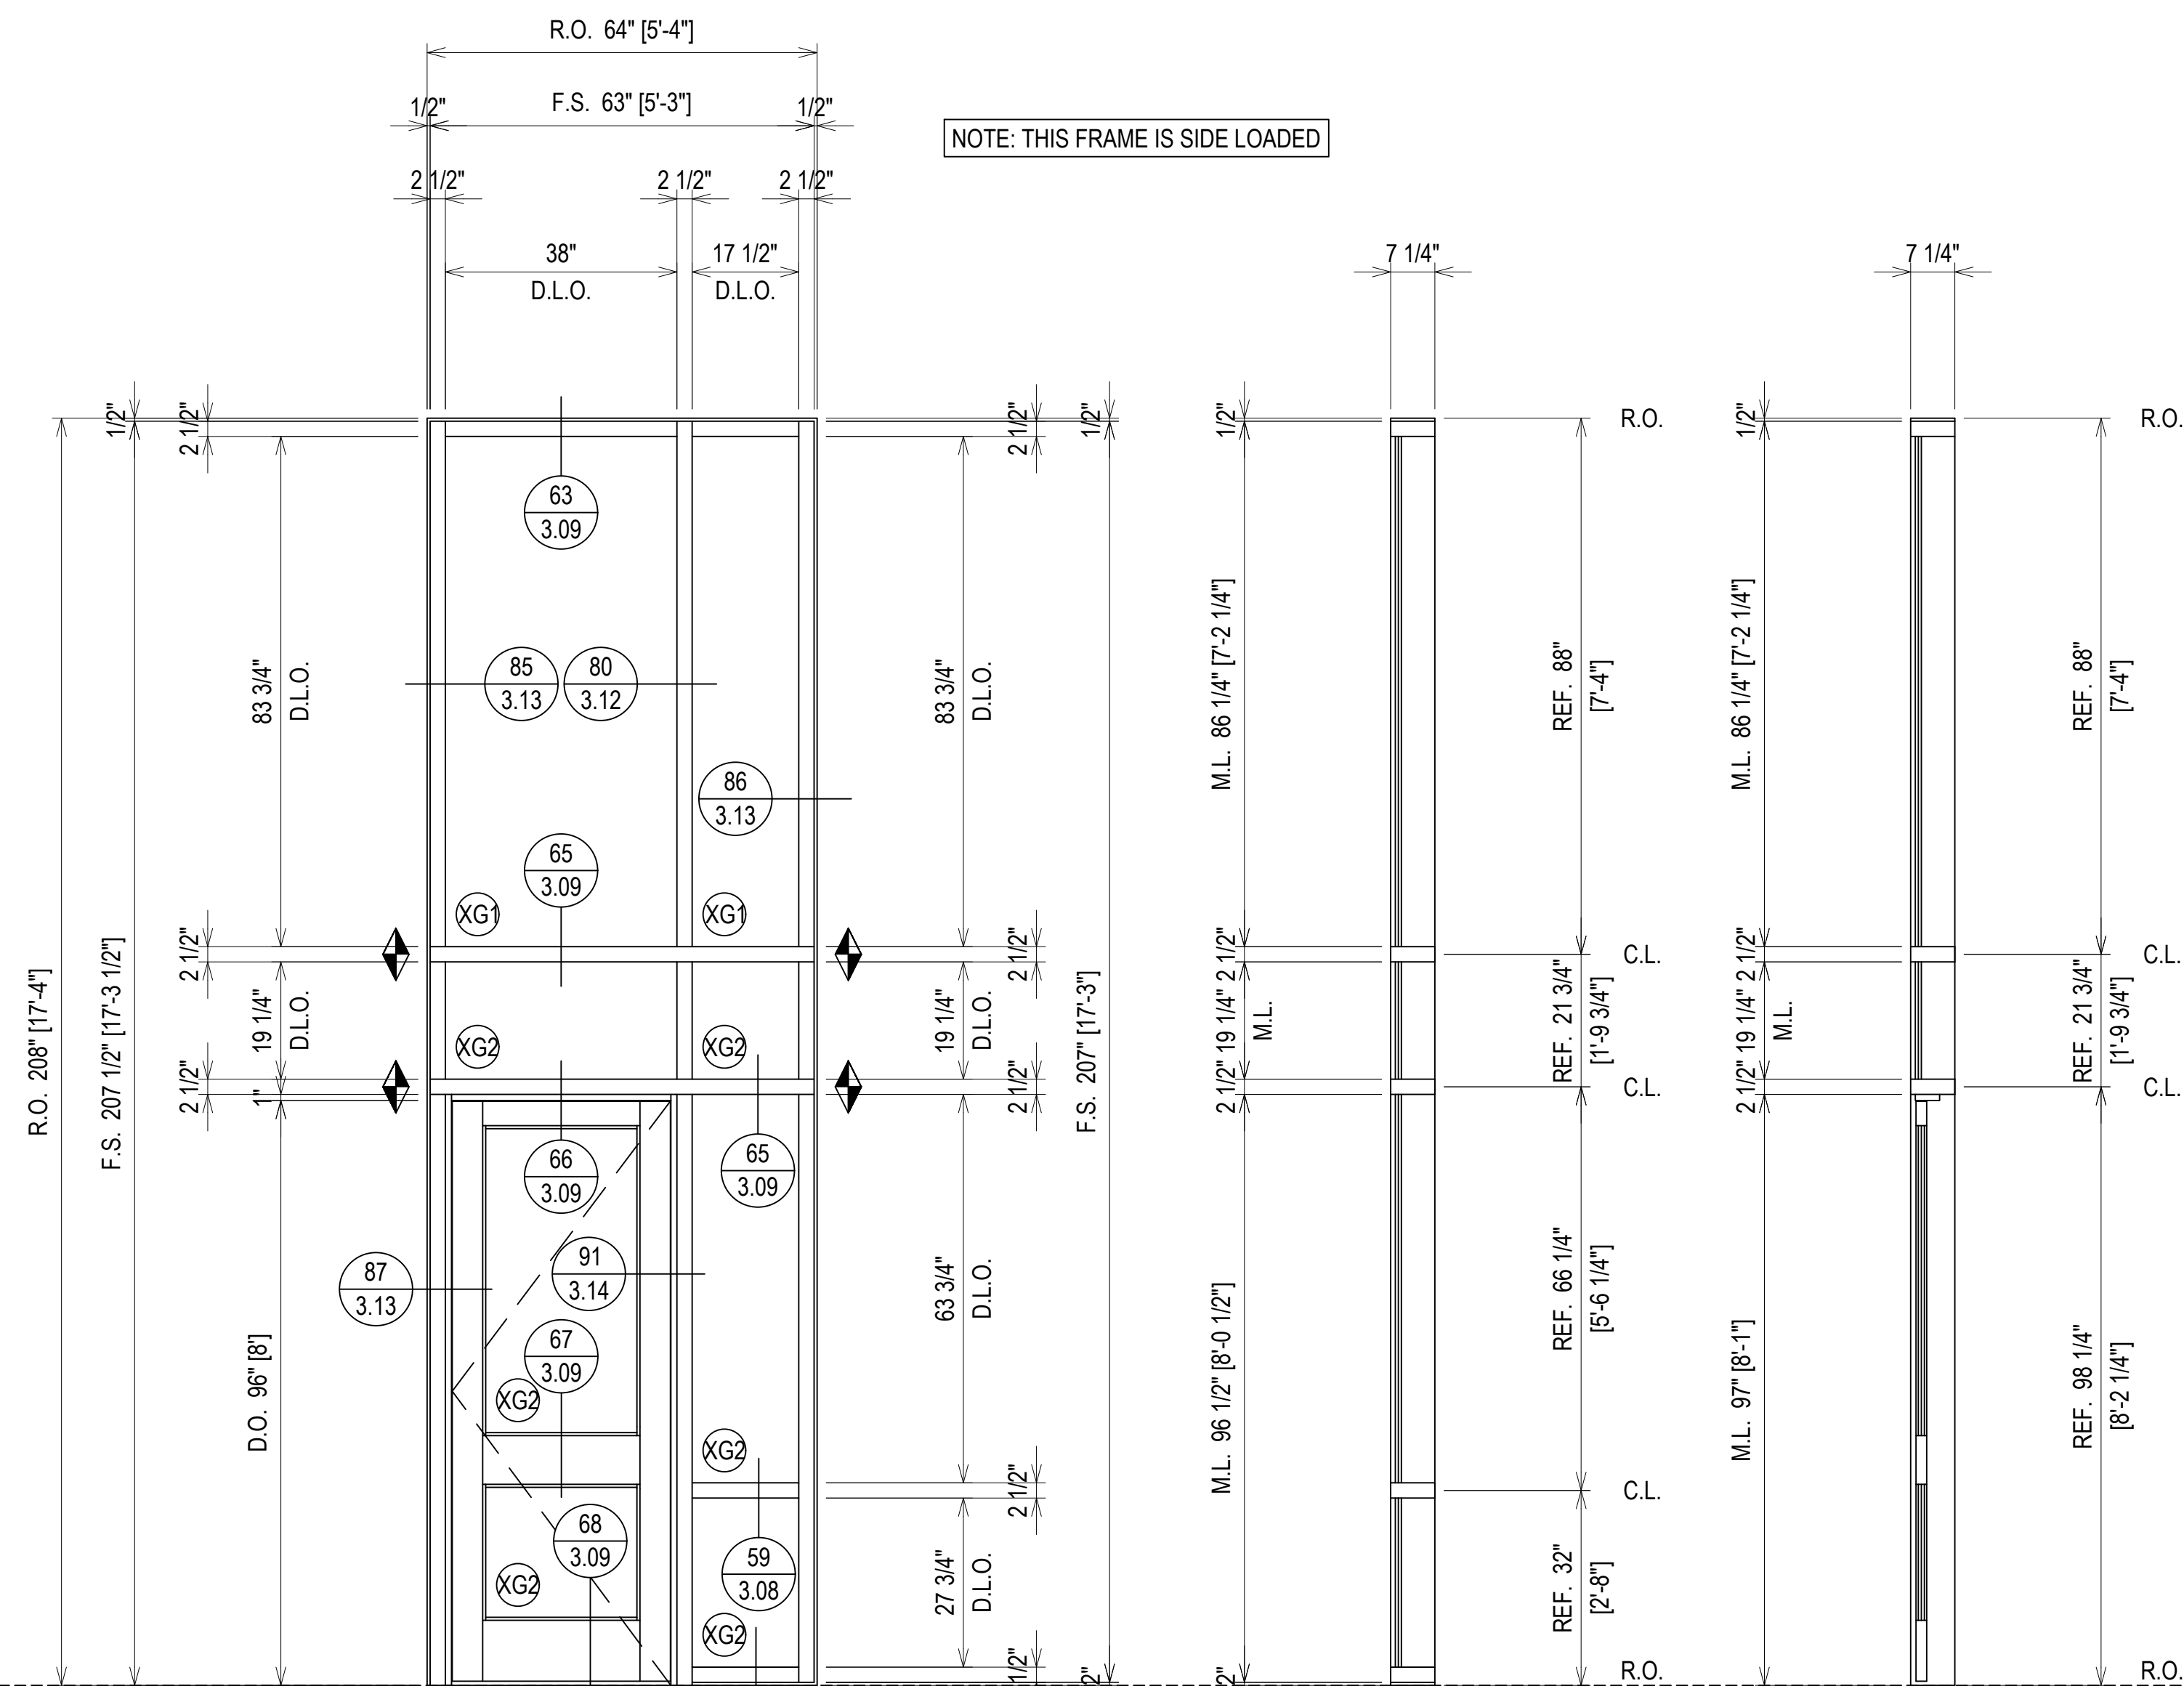 R.O. 64" [5'-4"]
1/2"
F.S. 63" [5'-3"]
1/2"
NOTE: THIS FRAME IS SIDE LOADED
2 1/2"
2 1/2"
2 1/2"
38"
D.L.O.
17 1/2"
D.L.O.
7 1/4"
7 1/4"
R.O. 208" [17'-4"]
1/2"
F.S. 207 1/2" [17'-3 1/2"]
2 1/2"
2 1/2"
2 1/2"
83 3/4"
D.L.O.
19 1/4"
D.L.O.
1"
D.O. 96" [8']
63
3.09
85
3.13
80
3.12
86
3.13
65
3.09
XG1
XG1
XG2
XG2
66
3.09
65
3.09
87
3.13
91
3.14
67
3.09
XG2
XG2
68
3.09
59
3.08
XG2
XG2
83 3/4"
D.L.O.
19 1/4"
D.L.O.
63 3/4"
D.L.O.
27 3/4"
D.L.O.
2 1/2"
2 1/2"
2 1/2"
2 1/2"
1/2"
1/2"
F.S. 207" [17'-3"]
2"
1/2"
M.L. 86 1/4" [7'-2 1/4"]
2 1/2"
19 1/4"
M.L.
2 1/2"
M.L. 96 1/2" [8'-0 1/2"]
2"
R.O.
REF. 88"
[7'-4"]
C.L.
REF. 21 3/4"
[1'-9 3/4"]
C.L.
REF. 66 1/4"
[5'-6 1/4"]
C.L.
REF. 32"
[2'-8"]
R.O.
1/2"
M.L. 86 1/4" [7'-2 1/4"]
2 1/2"
19 1/4"
M.L.
2 1/2"
M.L. 97" [8'-1"]
R.O.
REF. 88"
[7'-4"]
C.L.
REF. 21 3/4"
[1'-9 3/4"]
C.L.
REF. 98 1/4"
[8'-2 1/4"]
R.O.